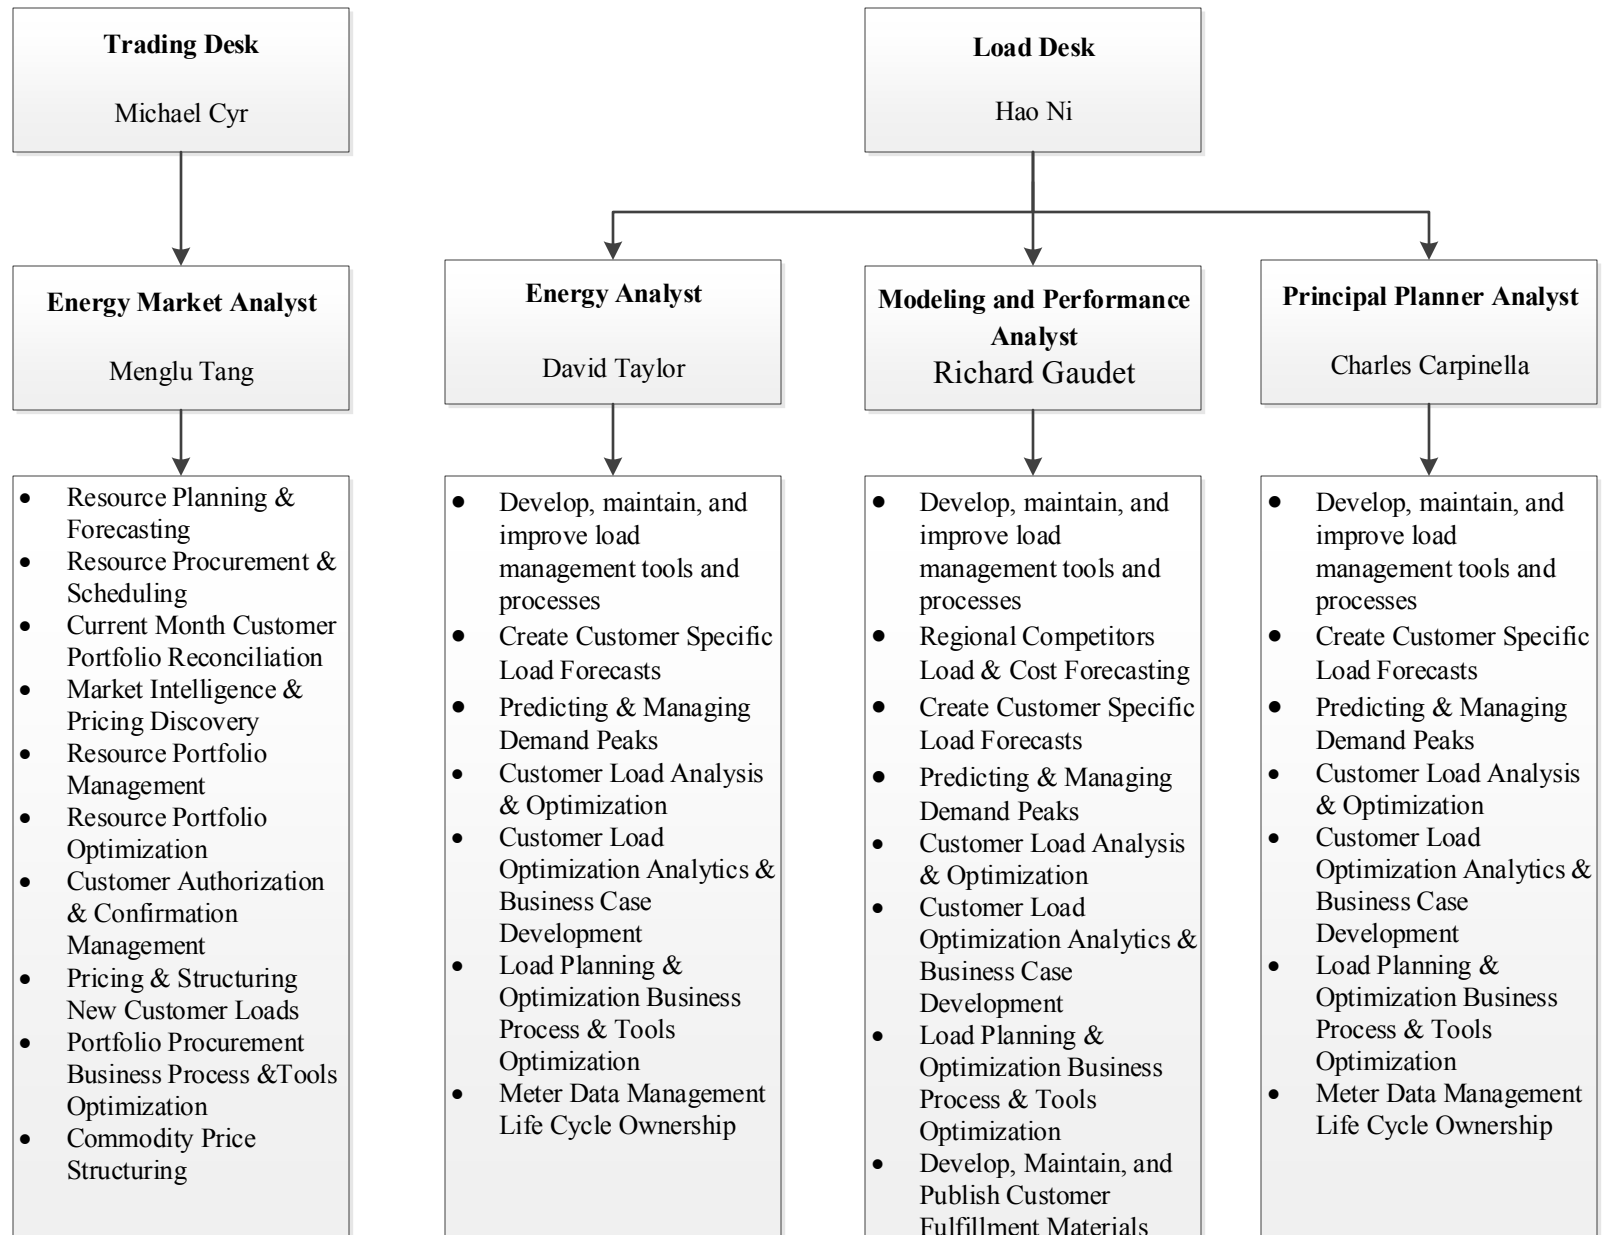 Trading Desk
Michael Cyr
Load Desk
Hao Ni
Energy Market Analyst
Menglu Tang
Energy Analyst
David Taylor
Modeling and Performance
Analyst
Richard Gaudet
Principal Planner Analyst
Charles Carpinella
• Resource Planning &
Forecasting
• Resource Procurement &
Scheduling
• Current Month Customer
Portfolio Reconciliation
• Market Intelligence &
Pricing Discovery
• Resource Portfolio
Management
• Resource Portfolio
Optimization
• Customer Authorization
& Confirmation
Management
• Pricing & Structuring
New Customer Loads
• Portfolio Procurement
Business Process &Tools
Optimization
• Commodity Price
Structuring
• Develop, maintain, and
improve load
management tools and
processes
• Create Customer Specific
Load Forecasts
• Predicting & Managing
Demand Peaks
• Customer Load Analysis
& Optimization
• Customer Load
Optimization Analytics &
Business Case
Development
• Load Planning &
Optimization Business
Process & Tools
Optimization
• Meter Data Management
Life Cycle Ownership
• Develop, maintain, and
improve load
management tools and
processes
• Regional Competitors
Load & Cost Forecasting
• Create Customer Specific
Load Forecasts
• Predicting & Managing
Demand Peaks
• Customer Load Analysis
& Optimization
• Customer Load
Optimization Analytics &
Business Case
Development
• Load Planning &
Optimization Business
Process & Tools
Optimization
• Develop, Maintain, and
Publish Customer
Fulfillment Materials
• Develop, maintain, and
improve load
management tools and
processes
• Create Customer Specific
Load Forecasts
• Predicting & Managing
Demand Peaks
• Customer Load Analysis
& Optimization
• Customer Load
Optimization Analytics &
Business Case
Development
• Load Planning &
Optimization Business
Process & Tools
Optimization
• Meter Data Management
Life Cycle Ownership